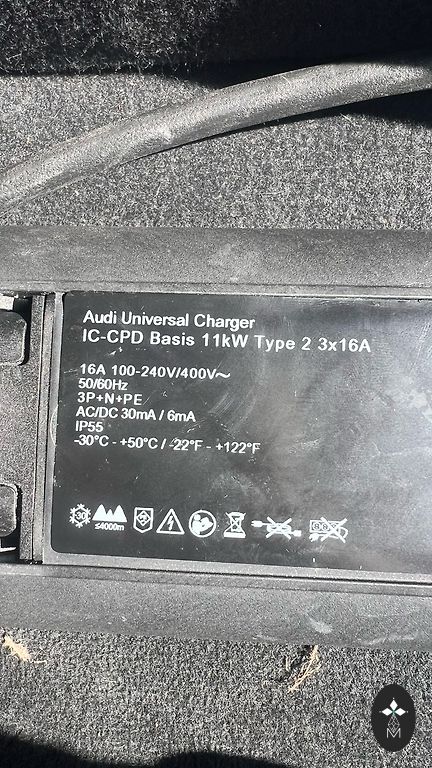 Audi Universal Charger
IC-CPD Basis 11kW Type 2 3x16A
16A 100-240V/400V~
50/60Hz
3P+N+PE
AC/DC 30mA / 6mA
IP55
-30°C - +50°C / -22°F - +122°F
-30
≤4000m
M